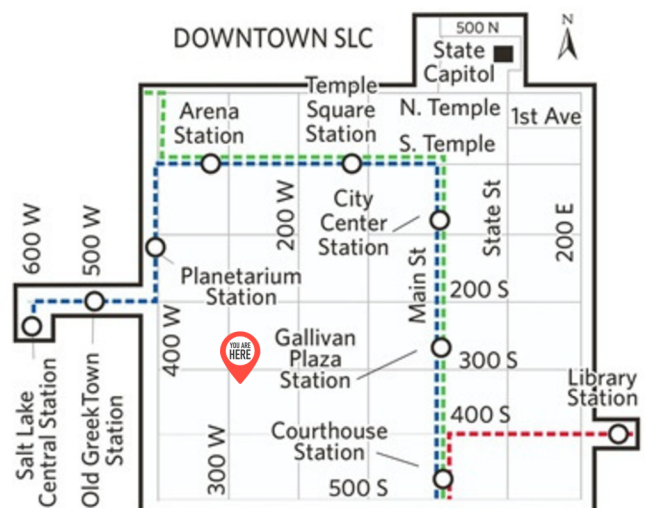 DOWNTOWN SLC
500 N
State
Capitol
N
Temple
Square
Station
Arena
Station
N. Temple
1st Ave
S. Temple
200 W
City
Center
Station
State St
200 E
600 W
500 W
Planetarium
Station
Main St
200 S
400 W
YOU ARE
HERE
Gallivan
Plaza
Station
300 S
Library
Station
Salt Lake
Central Station
Old GreekTown
Station
300 W
Courthouse
Station
400 S
500 S